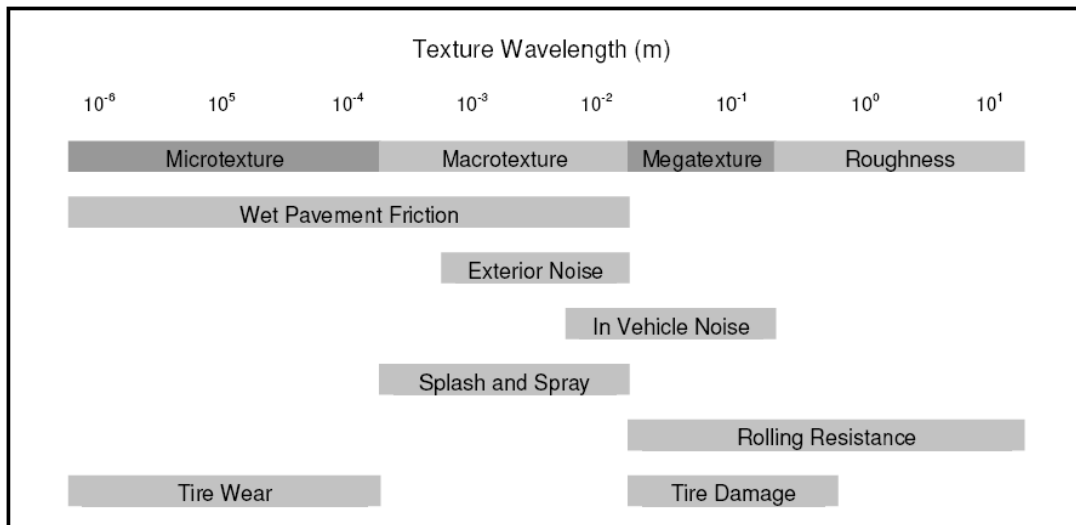 Texture Wavelength (m)
10⁻⁶ 10⁵ 10⁻⁴ 10⁻³ 10⁻² 10⁻¹ 10⁰ 10¹
Microtexture Macrotexture Megatexture Roughness
Wet Pavement Friction
Exterior Noise
In Vehicle Noise
Splash and Spray
Rolling Resistance
Tire Wear Tire Damage